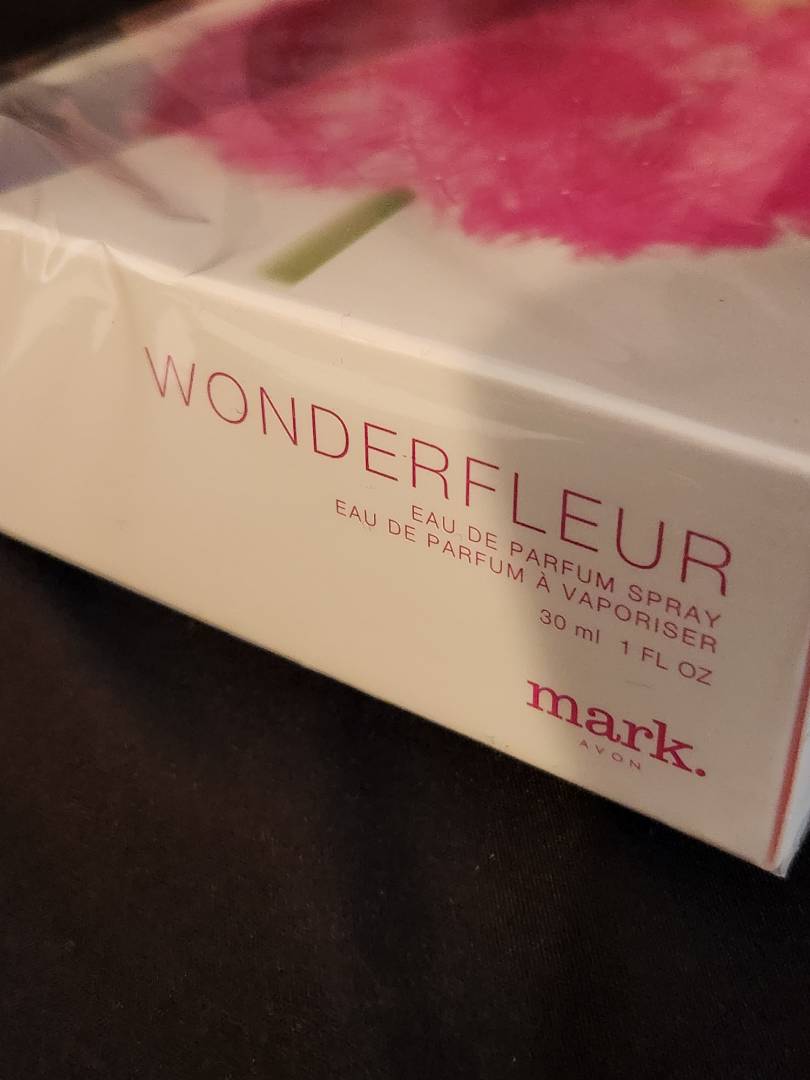 WONDERFLEUR
EAU DE PARFUM SPRAY
EAU DE PARFUM À VAPORISER
30 ml 1 FL OZ
mark.
AVON